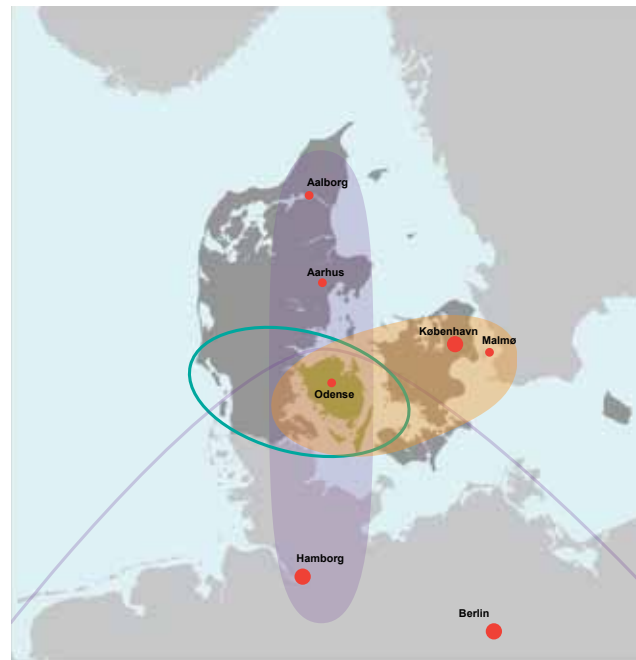 Aalborg
Aarhus
København
Malmø
Odense
Hamborg
Berlin